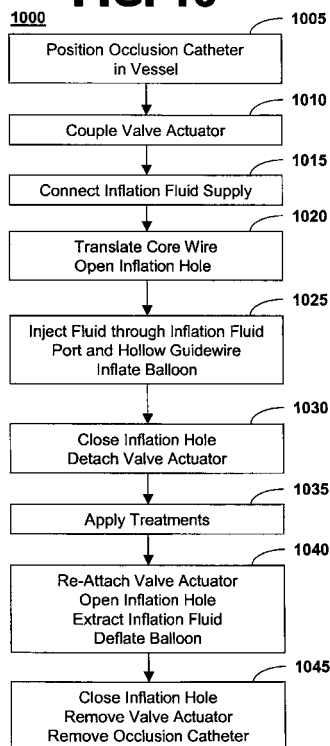 FIG. 10
1000
1005
Position Occlusion Catheter
in Vessel
1010
Couple Valve Actuator
1015
Connect Inflation Fluid Supply
1020
Translate Core Wire
Open Inflation Hole
1025
Inject Fluid through Inflation Fluid
Port and Hollow Guidewire
Inflate Balloon
1030
Close Inflation Hole
Detach Valve Actuator
1035
Apply Treatments
1040
Re-Attach Valve Actuator
Open Inflation Hole
Extract Inflation Fluid
Deflate Balloon
1045
Close Inflation Hole
Remove Valve Actuator
Remove Occlusion Catheter